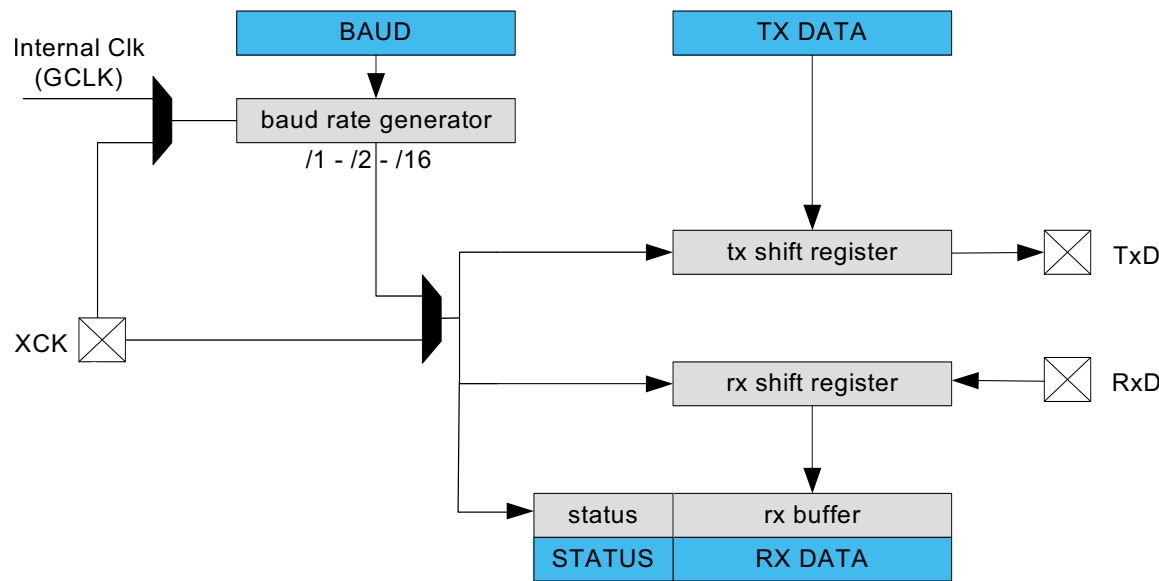 BAUD
TX DATA
Internal Clk
(GCLK)
baud rate generator
/1 - /2 - /16
tx shift register
TxD
XCK
rx shift register
RxD
status
rx buffer
STATUS
RX DATA